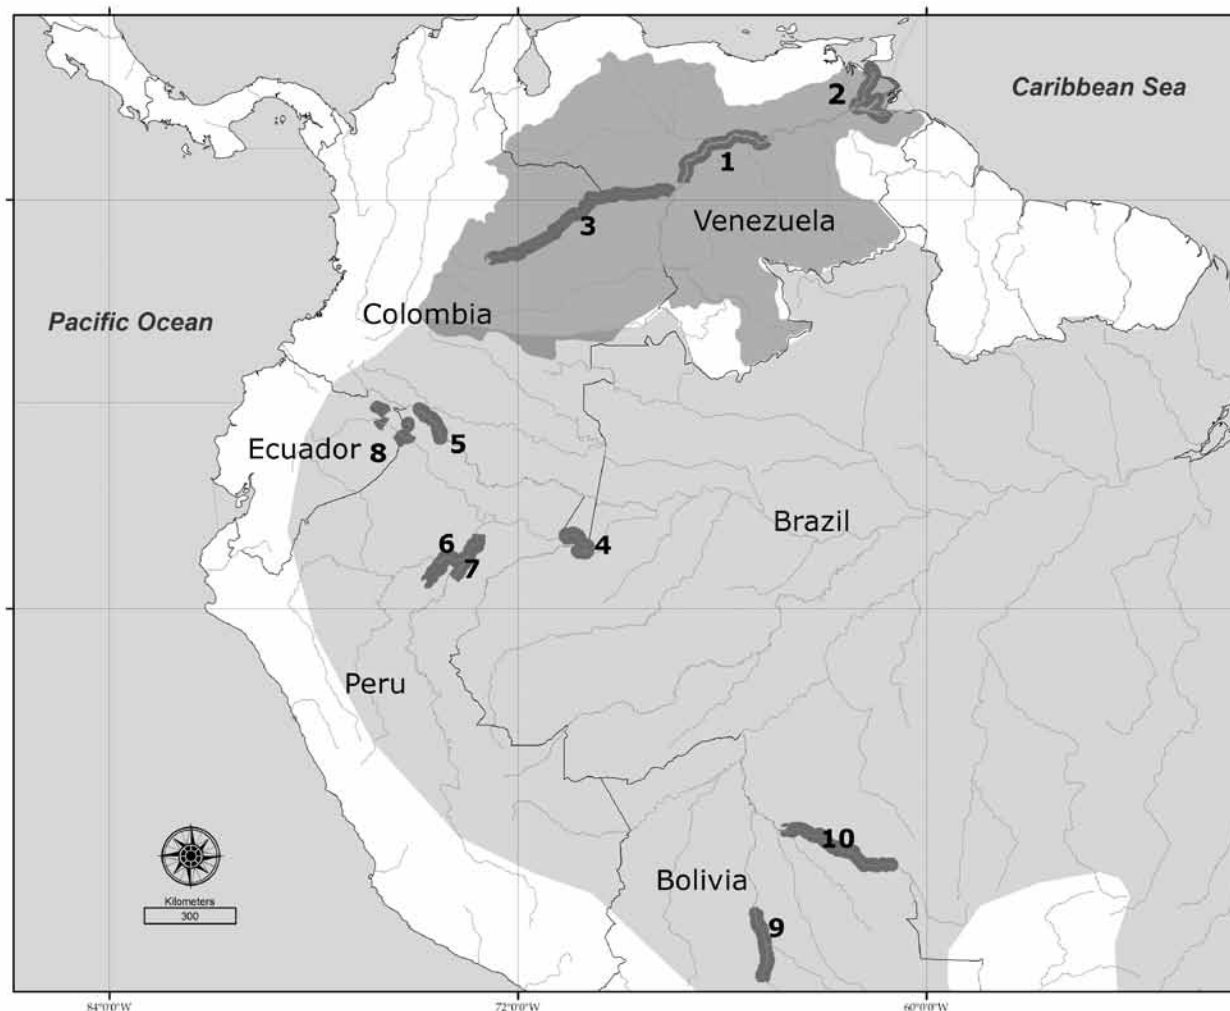 Caribbean Sea
2
1
3
Venezuela
Pacific Ocean
Colombia
Ecuador
8
5
Brazil
6
4
7
Peru
10
Bolivia
Kilometers
300
9
84°0'0"W
72°0'0"W
60°0'0"W